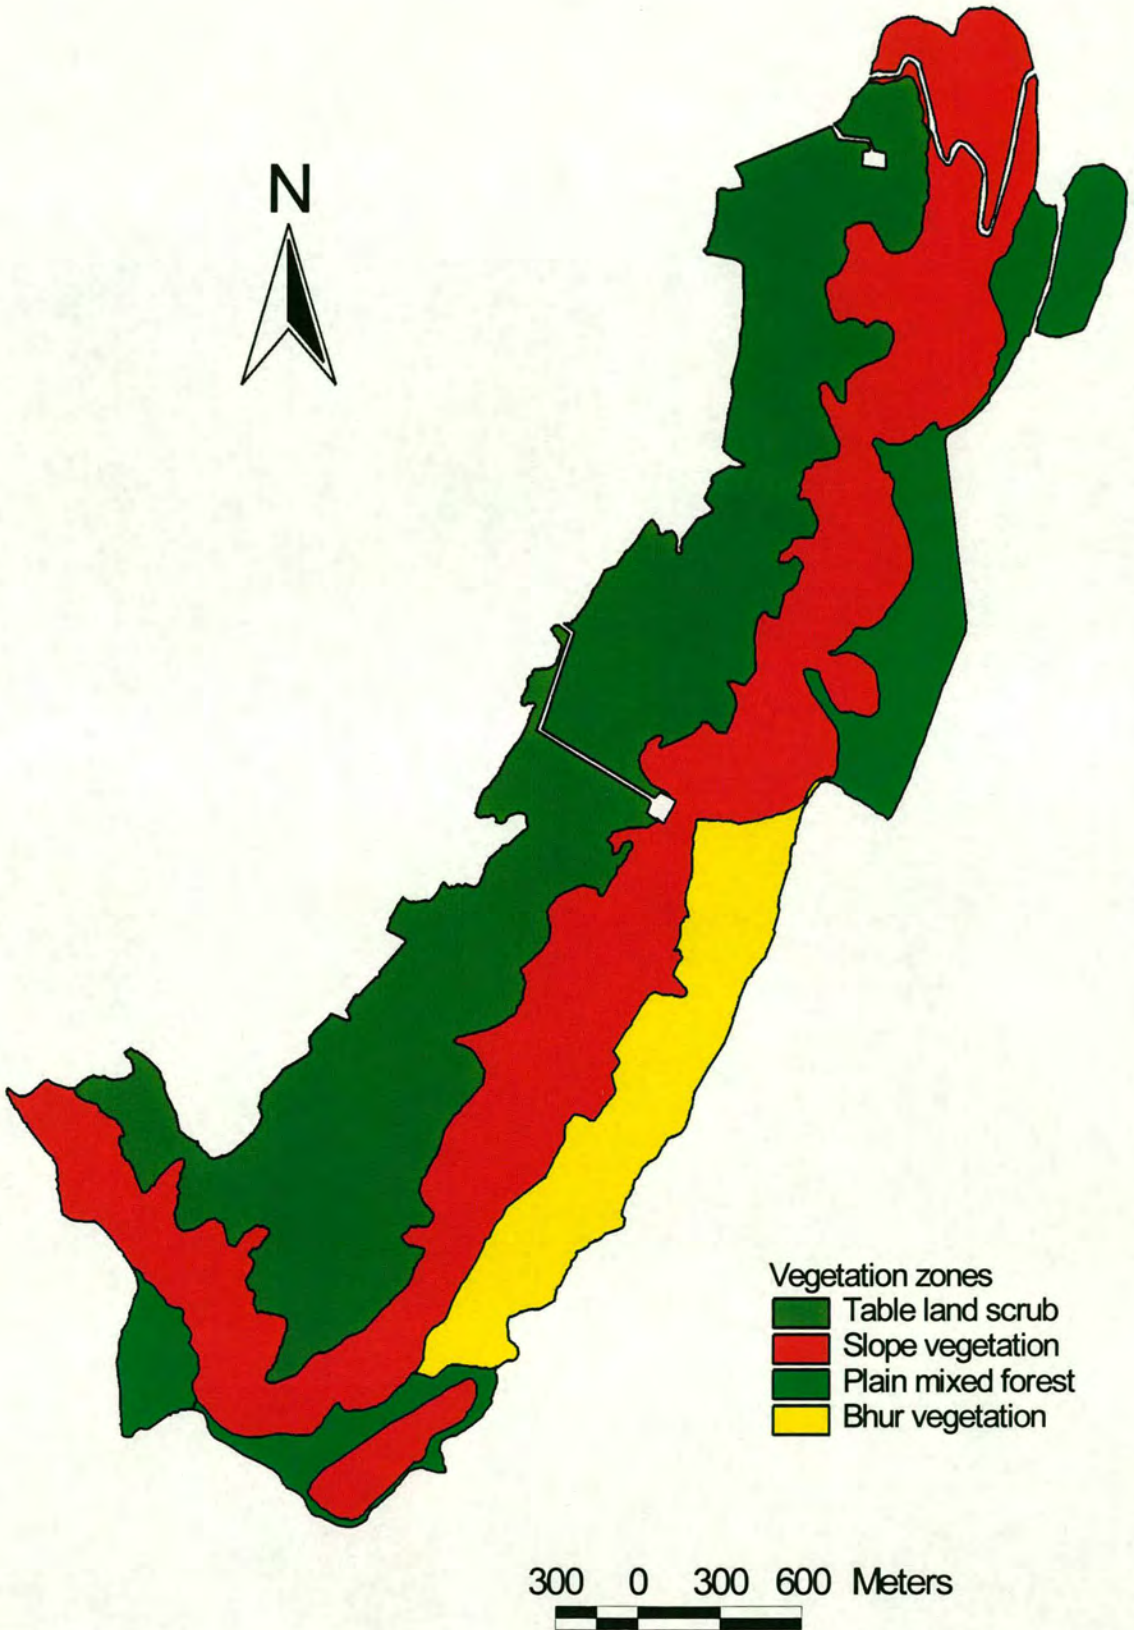 N
Vegetation zones
Table land scrub
Slope vegetation
Plain mixed forest
Bhur vegetation
300 0 300 600 Meters